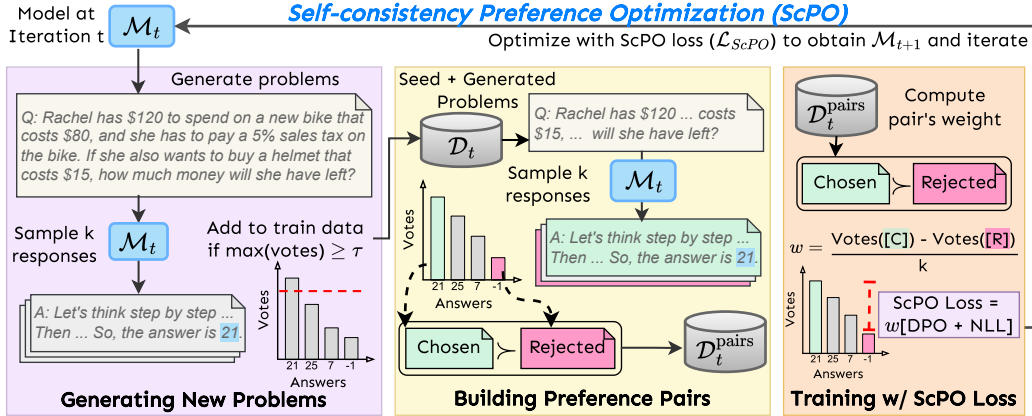 Self-consistency Preference Optimization (ScPO)
Model at
Iteration t
M_t
Optimize with ScPO loss (L_ScPO) to obtain M_{t+1} and iterate
Generate problems
Q: Rachel has $120 to spend on a new bike that
costs $80, and she has to pay a 5% sales tax on
the bike. If she also wants to buy a helmet that
costs $15, how much money will she have left?
Sample k
responses
M_t
Add to train data
if max(votes) ≥ τ
A: Let's think step by step ...
Then ... So, the answer is 21.
Votes
21 25 7 -1
Answers
Generating New Problems
Seed + Generated
Problems
D_t
Q: Rachel has $120 ... costs
$15, ... will she have left?
Sample k
responses
M_t
Votes
21 25 7 -1
Answers
A: Let's think step by step ...
Then ... So, the answer is 21.
Chosen ≻ Rejected
D_t^pairs
Building Preference Pairs
D_t^pairs
Compute
pair's weight
Chosen ≻ Rejected
w = Votes([C]) - Votes([R])
k
Votes
21 25 7 -1
Answers
ScPO Loss =
w[DPO + NLL]
Training w/ ScPO Loss